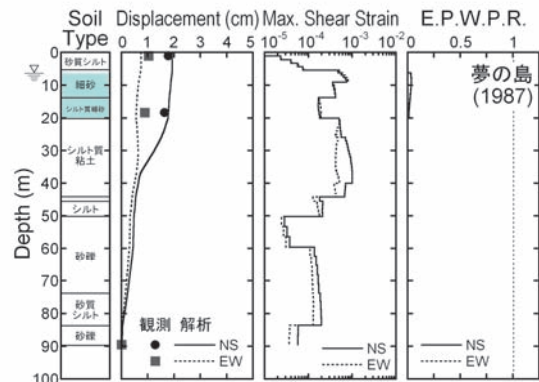 Soil Type
Displacement (cm)
Max. Shear Strain
E.P.W.P.R.
0 1 2 3 4 5
10^-5 10^-4 10^-3 10^-2
0 0.5 1
Depth (m)
0
10
20
30
40
50
60
70
80
90
100
砂質シルト
細砂
シルト質細砂
シルト質粘土
シルト
砂礫
砂質シルト
砂礫
観測 解析
NS
EW
NS
EW
夢の島
(1987)
NS
EW